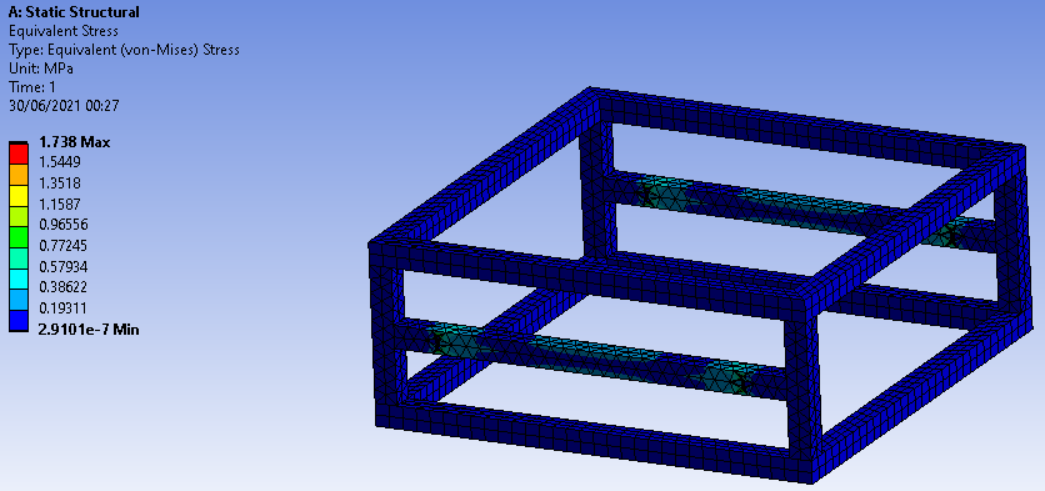 A: Static Structural
Equivalent Stress
Type: Equivalent (von-Mises) Stress
Unit: MPa
Time: 1
30/06/2021 00:27
1.738 Max
1.5449
1.3518
1.1587
0.96556
0.77245
0.57934
0.38622
0.19311
2.9101e-7 Min